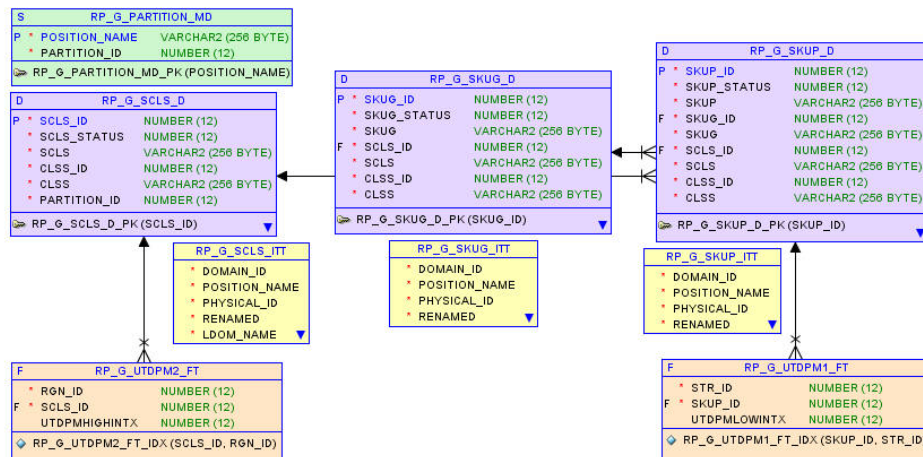 S RP_G_PARTITION_MD
P * POSITION_NAME VARCHAR2 (256 BYTE)
* PARTITION_ID NUMBER (12)
RP_G_PARTITION_MD_PK (POSITION_NAME)
D RP_G_SCLS_D
P * SCLS_ID NUMBER (12)
* SCLS_STATUS NUMBER (12)
* SCLS VARCHAR2 (256 BYTE)
* CLSS_ID NUMBER (12)
* CLSS VARCHAR2 (256 BYTE)
* PARTITION_ID NUMBER (12)
RP_G_SCLS_D_PK (SCLS_ID)
D RP_G_SKUG_D
P * SKUG_ID NUMBER (12)
* SKUG_STATUS NUMBER (12)
* SKUG VARCHAR2 (256 BYTE)
F * SCLS_ID NUMBER (12)
* SCLS VARCHAR2 (256 BYTE)
* CLSS_ID NUMBER (12)
* CLSS VARCHAR2 (256 BYTE)
RP_G_SKUG_D_PK (SKUG_ID)
D RP_G_SKUP_D
P * SKUP_ID NUMBER (12)
* SKUP_STATUS NUMBER (12)
* SKUP VARCHAR2 (256 BYTE)
F * SKUG_ID NUMBER (12)
* SKUG VARCHAR2 (256 BYTE)
F * SCLS_ID NUMBER (12)
* SCLS VARCHAR2 (256 BYTE)
* CLSS_ID NUMBER (12)
* CLSS VARCHAR2 (256 BYTE)
RP_G_SKUP_D_PK (SKUP_ID)
RP_G_SCLS_ITT
* DOMAIN_ID
* POSITION_NAME
* PHYSICAL_ID
* RENAMED
* LDOM_NAME
RP_G_SKUG_ITT
* DOMAIN_ID
* POSITION_NAME
* PHYSICAL_ID
* RENAMED
RP_G_SKUP_ITT
* DOMAIN_ID
* POSITION_NAME
* PHYSICAL_ID
* RENAMED
F RP_G_UTDPM2_FT
* RGN_ID NUMBER (12)
F * SCLS_ID NUMBER (12)
UTDPMHIGHINTX NUMBER (12)
RP_G_UTDPM2_FT_IDX (SCLS_ID, RGN_ID)
F RP_G_UTDPM1_FT
* STR_ID NUMBER (12)
F * SKUP_ID NUMBER (12)
UTDPMLOWINTX NUMBER (12)
RP_G_UTDPM1_FT_IDX (SKUP_ID, STR_ID